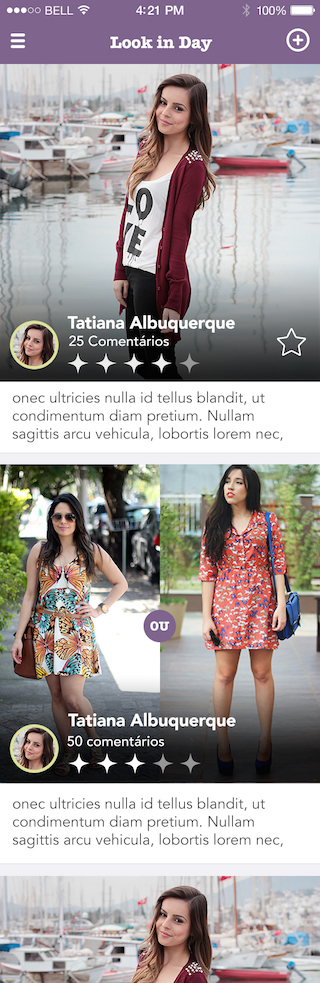 BELL 4:21 PM 100%
Look in Day
LO
VE
Tatiana Albuquerque
25 Comentários
onec ultricies nulla id tellus blandit, ut
condimentum diam pretium. Nullam
sagittis arcu vehicula, lobortis lorem nec,
OU
Tatiana Albuquerque
50 comentários
onec ultricies nulla id tellus blandit, ut
condimentum diam pretium. Nullam
sagittis arcu vehicula, lobortis lorem nec,